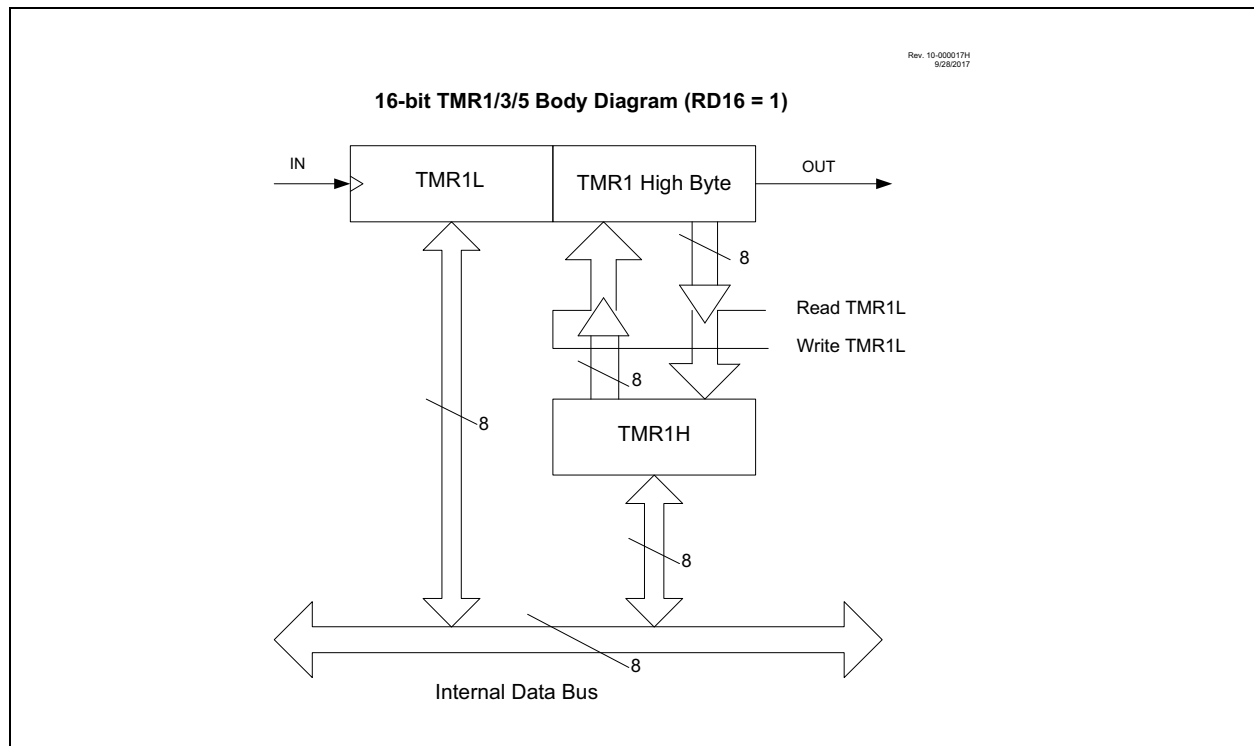 Rev. 10-000017H
9/28/2017
16-bit TMR1/3/5 Body Diagram (RD16 = 1)
IN
TMR1L
TMR1 High Byte
OUT
8
Read TMR1L
Write TMR1L
8
8
TMR1H
8
8
Internal Data Bus